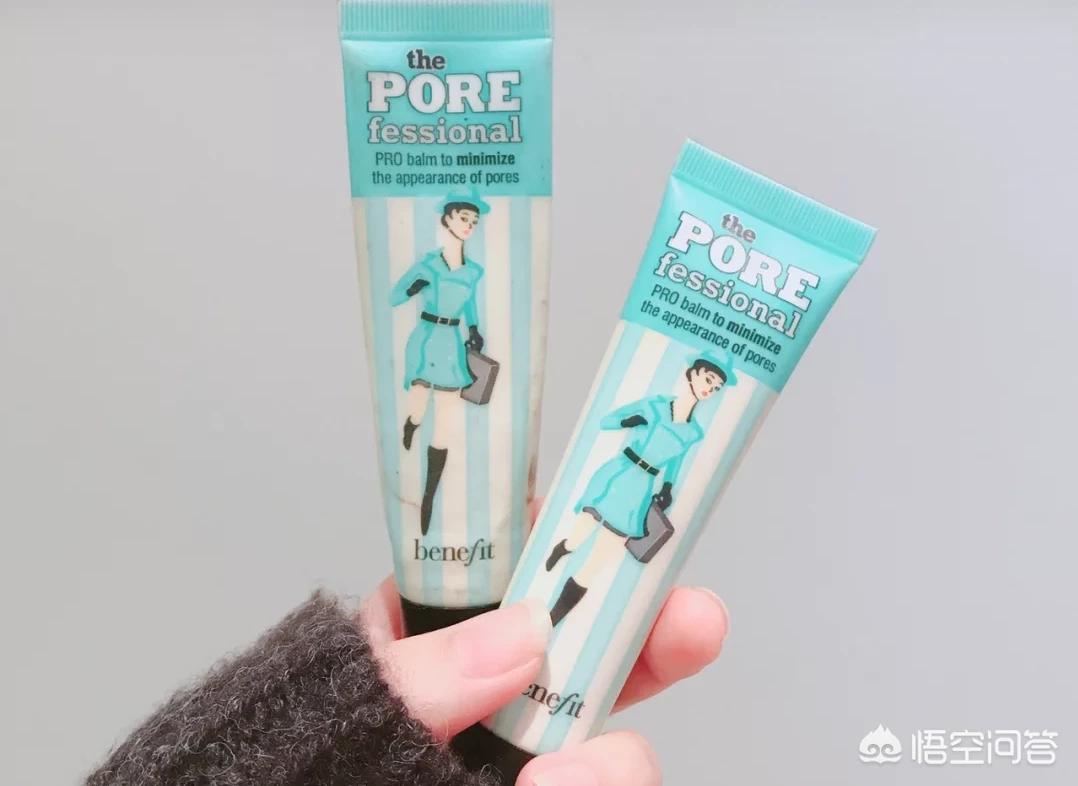 the
PORE
fessional
PRO balm to minimize
the appearance of pores
benefit
the
PORE
fessional
PRO balm to minimize
the appearance of pores
enefit
悟空问答